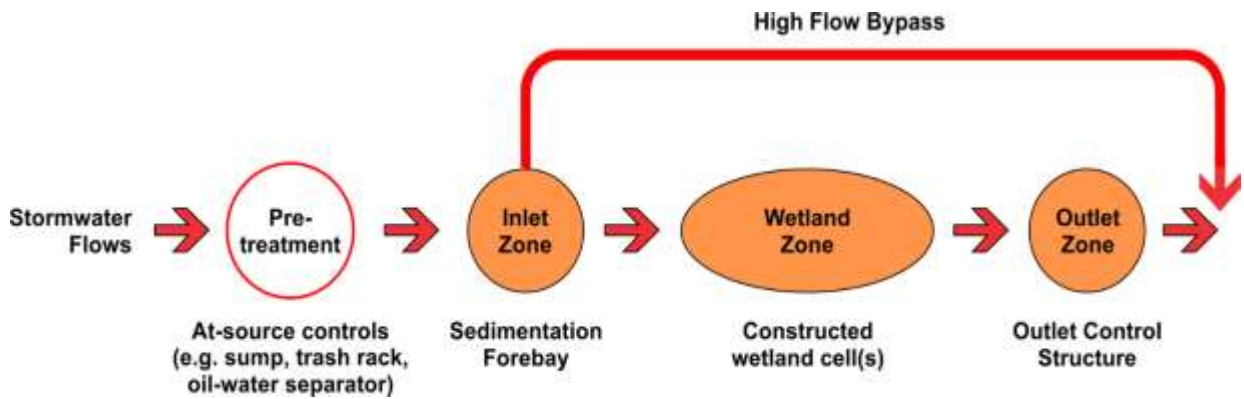 High Flow Bypass
Stormwater
Flows
Pre-
treatment
Inlet
Zone
Wetland
Zone
Outlet
Zone
At-source controls
(e.g. sump, trash rack,
oil-water separator)
Sedimentation
Forebay
Constructed
wetland cell(s)
Outlet Control
Structure